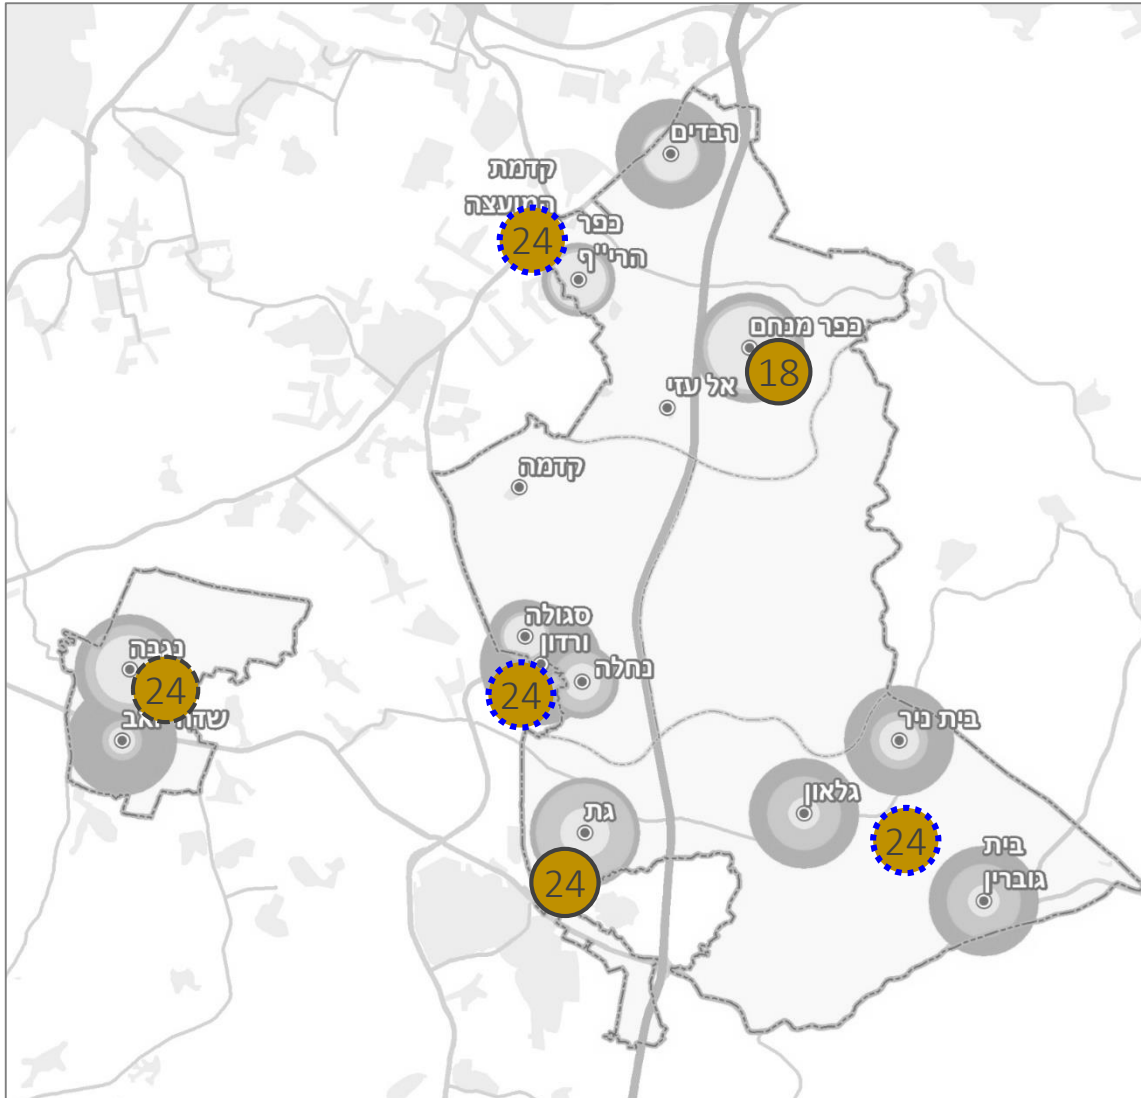 רבדים
קדמת
המועצה
24
כפר
הרי"ף
כפר מנחם
18
אל עזי
קדמה
סגולה
ורדון
נחלה
24
נגבה
24
שדה יואב
בית ניר
גלאון
24
גת
24
בית
גוברין